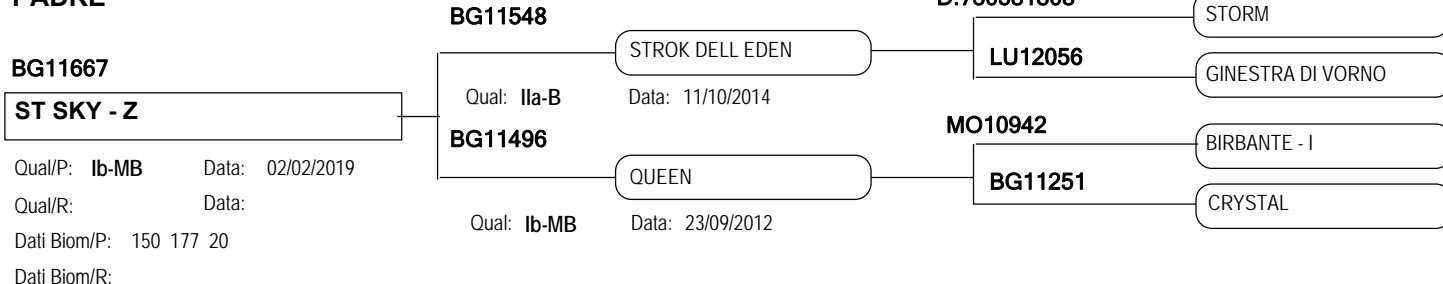 BG11548
STORM
STROK DELL EDEN
LU12056
BG11667
GINESTRA DI VORNO
Qual: IIa-B Data: 11/10/2014
ST SKY - Z
MO10942
BG11496
BIRBANTE - I
Qual/P: Ib-MB Data: 02/02/2019
QUEEN
BG11251
Qual/R: Data:
CRYSTAL
Qual: Ib-MB Data: 23/09/2012
Dati Biom/P: 150 177 20
Dati Biom/R: